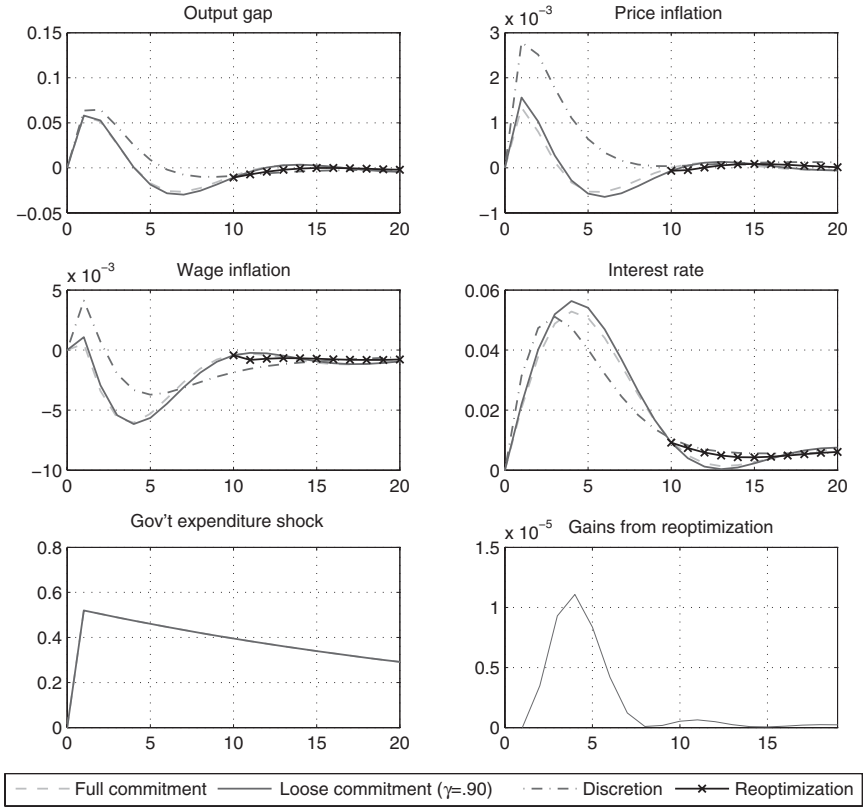 Output gap
0.15
0.1
0.05
0
−0.05
0 5 10 15 20
Price inflation
x 10−3
3
2
1
0
−1
0 5 10 15 20
Wage inflation
x 10−3
5
0
−5
−10
0 5 10 15 20
Interest rate
0.06
0.04
0.02
0
0 5 10 15 20
Gov't expenditure shock
0.8
0.6
0.4
0.2
0
0 5 10 15 20
Gains from reoptimization
x 10−5
1.5
1
0.5
0
0 5 10 15
Full commitment Loose commitment (γ=.90) Discretion Reoptimization